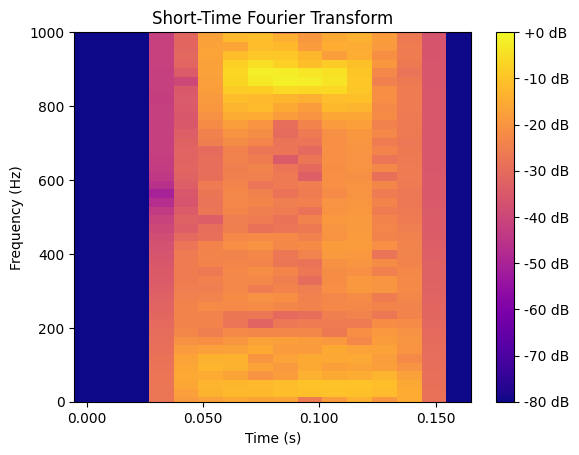 Short-Time Fourier Transform
1000
800
600
400
200
0
Frequency (Hz)
0.000
0.050
0.100
0.150
Time (s)
+0 dB
-10 dB
-20 dB
-30 dB
-40 dB
-50 dB
-60 dB
-70 dB
-80 dB